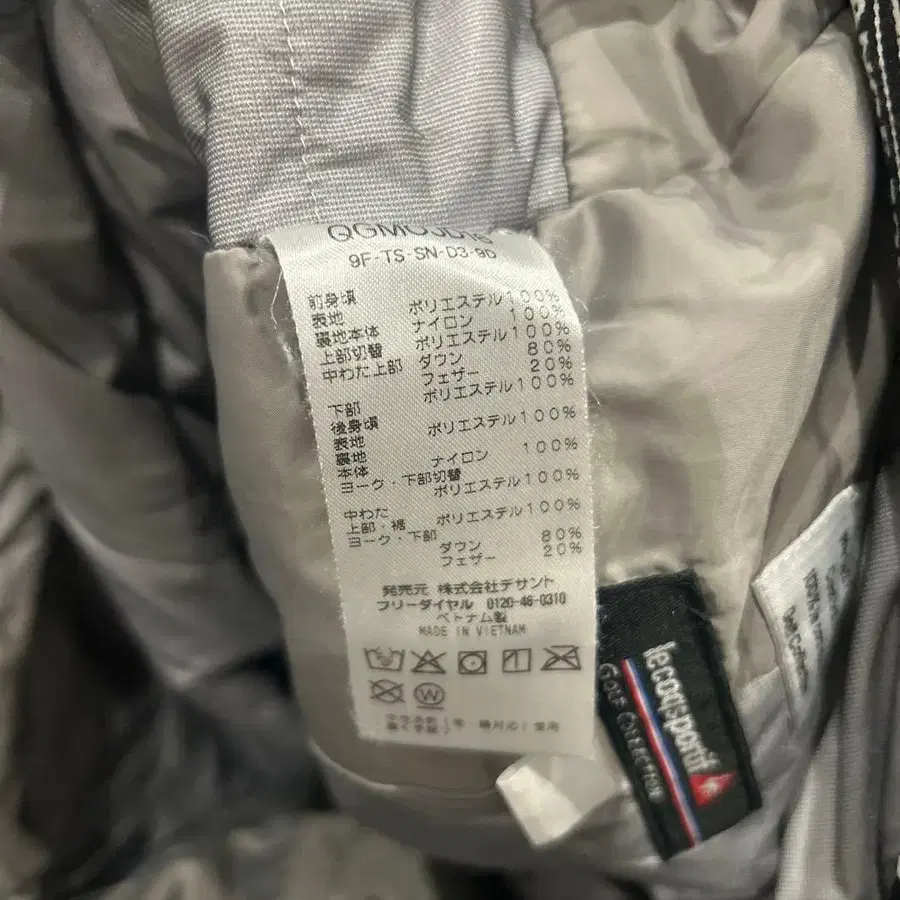 9F-TS-SN-D3-9D
前身頃
表地 ポリエステル100%
裏地本体 ナイロン 100%
上部切替 ポリエステル100%
中わた上部 ダウン 80%
フェザー 20%
下部 ポリエステル100%
後身頃
表地 ポリエステル100%
裏地
本体 ナイロン 100%
ヨーク・下部切替
ポリエステル100%
中わた
上部・裾 ポリエステル100%
ヨーク・下部
ダウン 80%
フェザー 20%
発売元 株式会社デサント
フリーダイヤル 0120-46-0310
ベトナム製
MADE IN VIETNAM
W
lecoqsportif
GOLF COLLECTION